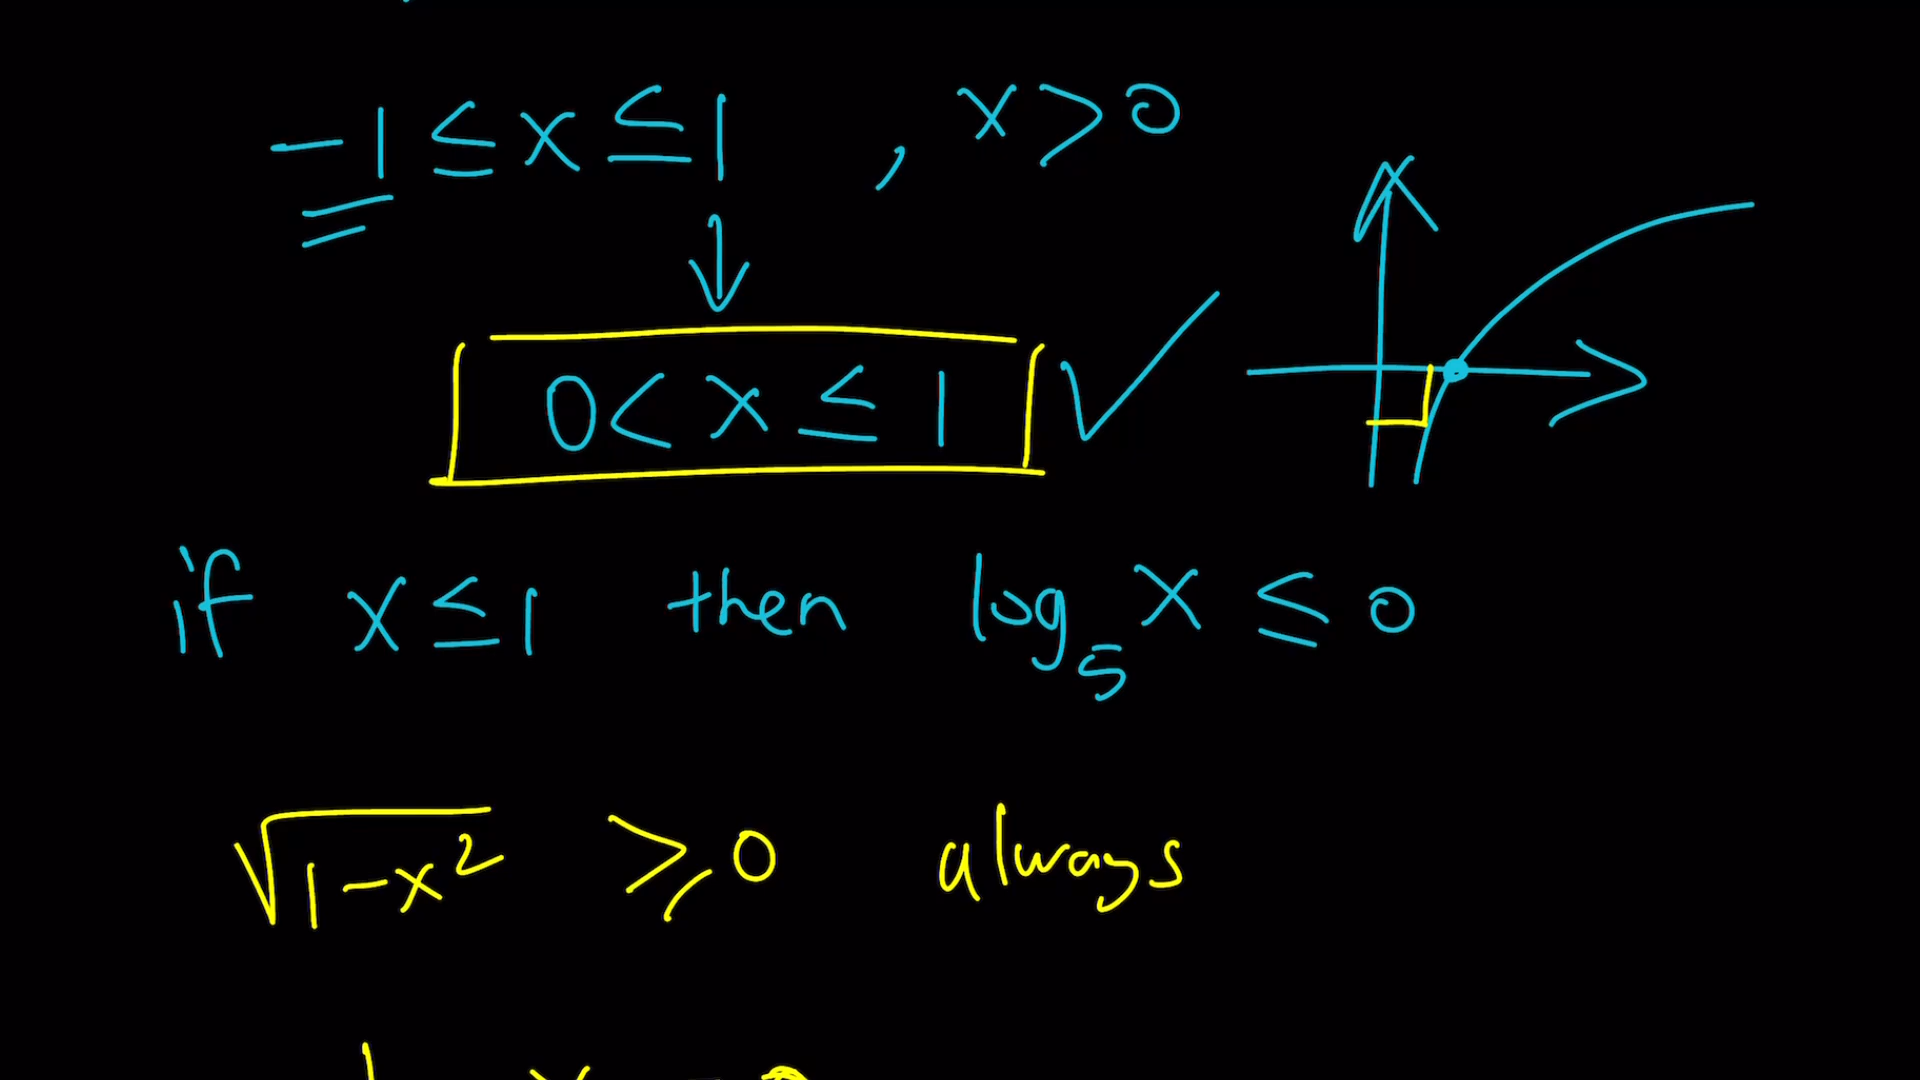 -1 ≤ x ≤ 1 , x > 0
0 < x ≤ 1
if x ≤ 1 then log₅ x ≤ 0
√(1-x²) ≥ 0 always